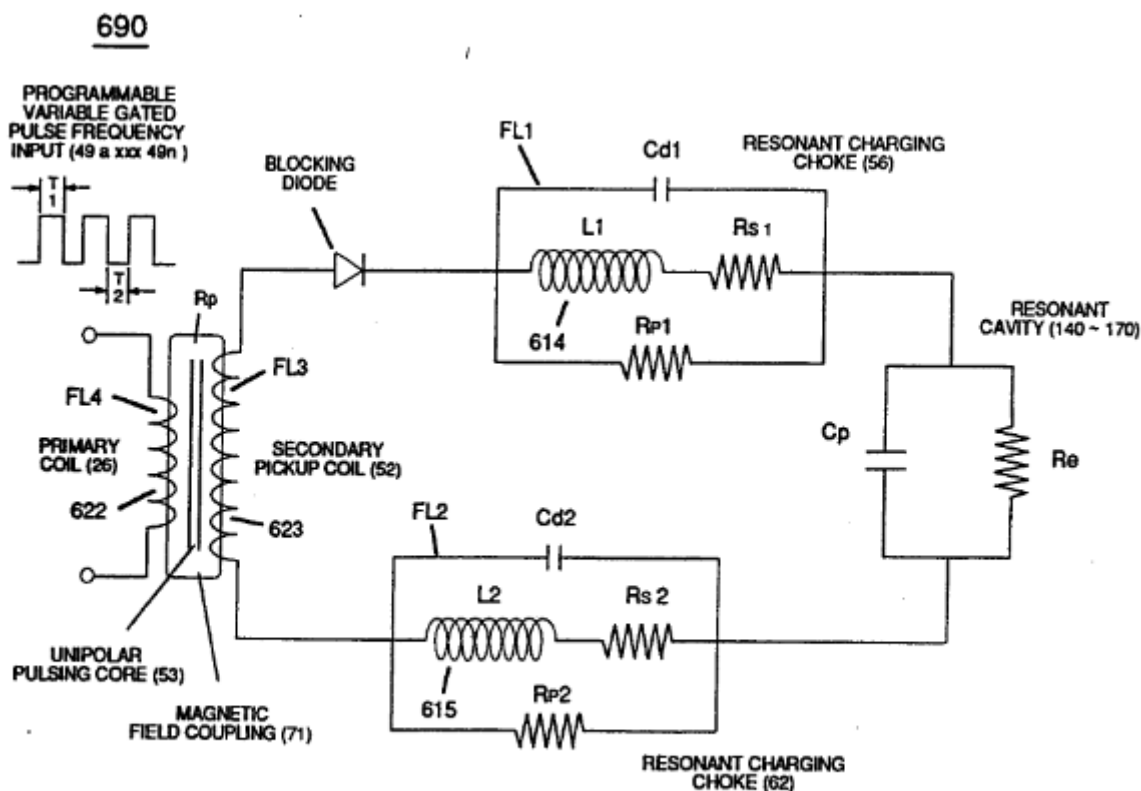 690
PROGRAMMABLE
VARIABLE GATED
PULSE FREQUENCY
INPUT (49 a xxx 49n )
T
1
T
2
BLOCKING
DIODE
FL1
Cd1
RESONANT CHARGING
CHOKE (56)
L1
Rs 1
614
RP1
RESONANT
CAVITY (140 ~ 170)
Rp
FL3
FL4
PRIMARY
COIL (26)
622
SECONDARY
PICKUP COIL (52)
623
Cp
Re
FL2
Cd2
L2
Rs 2
615
RP2
UNIPOLAR
PULSING CORE (53)
MAGNETIC
FIELD COUPLING (71)
RESONANT CHARGING
CHOKE (62)